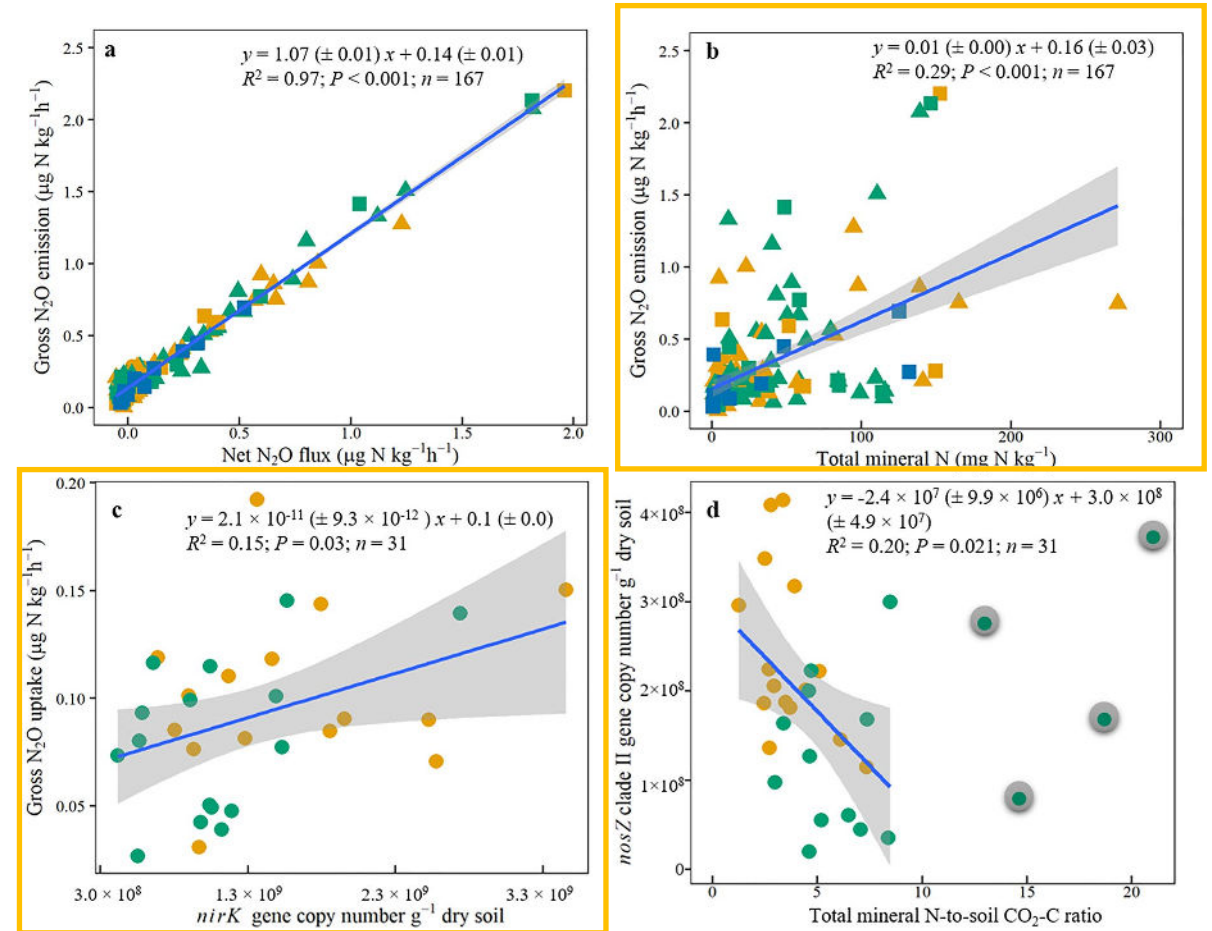 a
y = 1.07 (± 0.01) x + 0.14 (± 0.01)
R² = 0.97; P < 0.001; n = 167
Gross N₂O emission (μg N kg⁻¹h⁻¹)
2.5
2.0
1.5
1.0
0.5
0.0
0.0 0.5 1.0 1.5 2.0
Net N₂O flux (μg N kg⁻¹h⁻¹)
b
y = 0.01 (± 0.00) x + 0.16 (± 0.03)
R² = 0.29; P < 0.001; n = 167
Gross N₂O emission (μg N kg⁻¹h⁻¹)
2.5
2.0
1.5
1.0
0.5
0.0
0 100 200 300
Total mineral N (mg N kg⁻¹)
c
y = 2.1 × 10⁻¹¹ (± 9.3 × 10⁻¹² ) x + 0.1 (± 0.0)
R² = 0.15; P = 0.03; n = 31
Gross N₂O uptake (μg N kg⁻¹h⁻¹)
0.20
0.15
0.10
0.05
3.0 × 10⁸ 1.3 × 10⁹ 2.3 × 10⁹ 3.3 × 10⁹
nirK gene copy number g⁻¹ dry soil
d
y = -2.4 × 10⁷ (± 9.9 × 10⁶) x + 3.0 × 10⁸
(± 4.9 × 10⁷)
R² = 0.20; P = 0.021; n = 31
nosZ clade II gene copy number g⁻¹ dry soil
4×10⁸
3×10⁸
2×10⁸
1×10⁸
0
0 5 10 15 20
Total mineral N-to-soil CO₂-C ratio